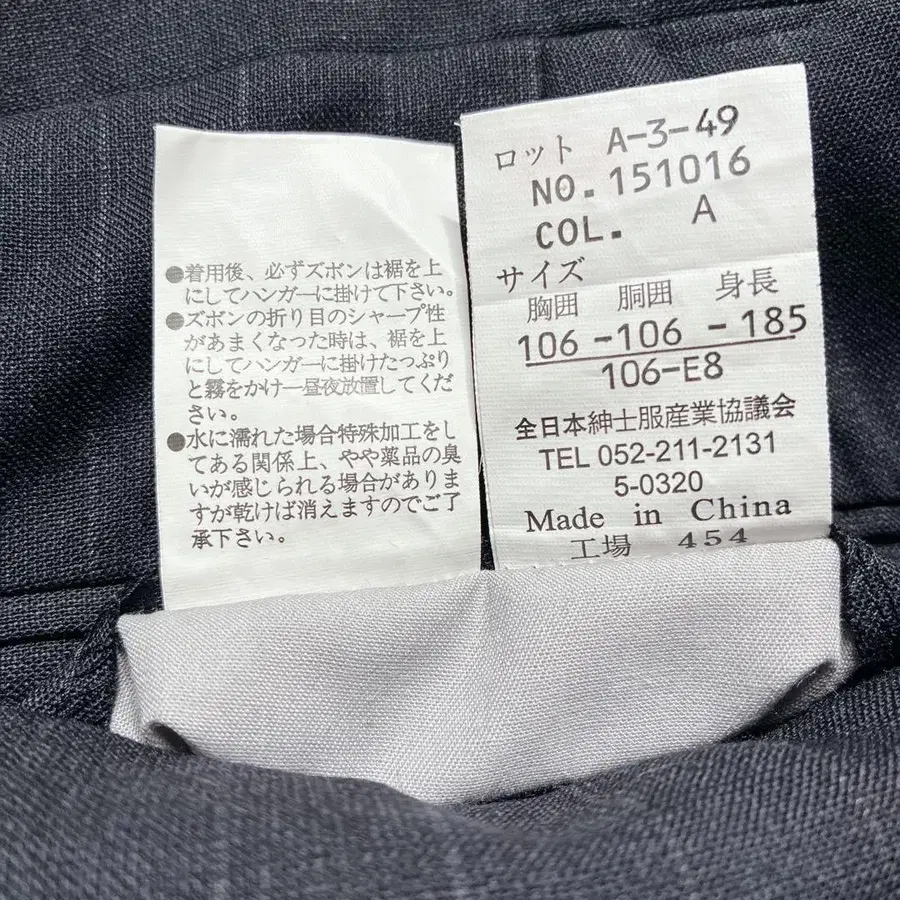 ●着用後、必ずズボンは裾を上
にしてハンガーに掛けて下さい。
●ズボンの折り目のシャープ性
があまくなった時は、裾を上
にしてハンガーに掛けたっぷり
と霧をかけ一昼夜放置してくだ
さい。
●水に濡れた場合特殊加工をし
てある関係上、やや薬品の臭
いが感じられる場合がありま
すが乾けば消えますのでご了
承下さい。
ロット A-3-49
NO.151016
COL. A
サイズ
胸囲 胴囲 身長
106-106-185
106-E8
全日本紳士服産業協議会
TEL 052-211-2131
5-0320
Made in China
工場 454